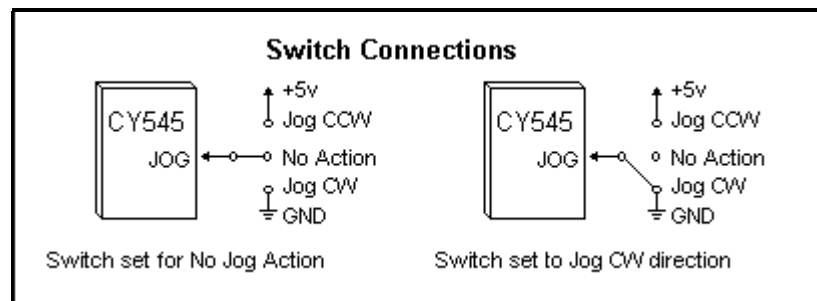 Switch Connections
CY545
JOG
+5v
Jog CCW
No Action
Jog CW
GND
Switch set for No Jog Action
CY545
JOG
+5v
Jog CCW
No Action
Jog CW
GND
Switch set to Jog CW direction